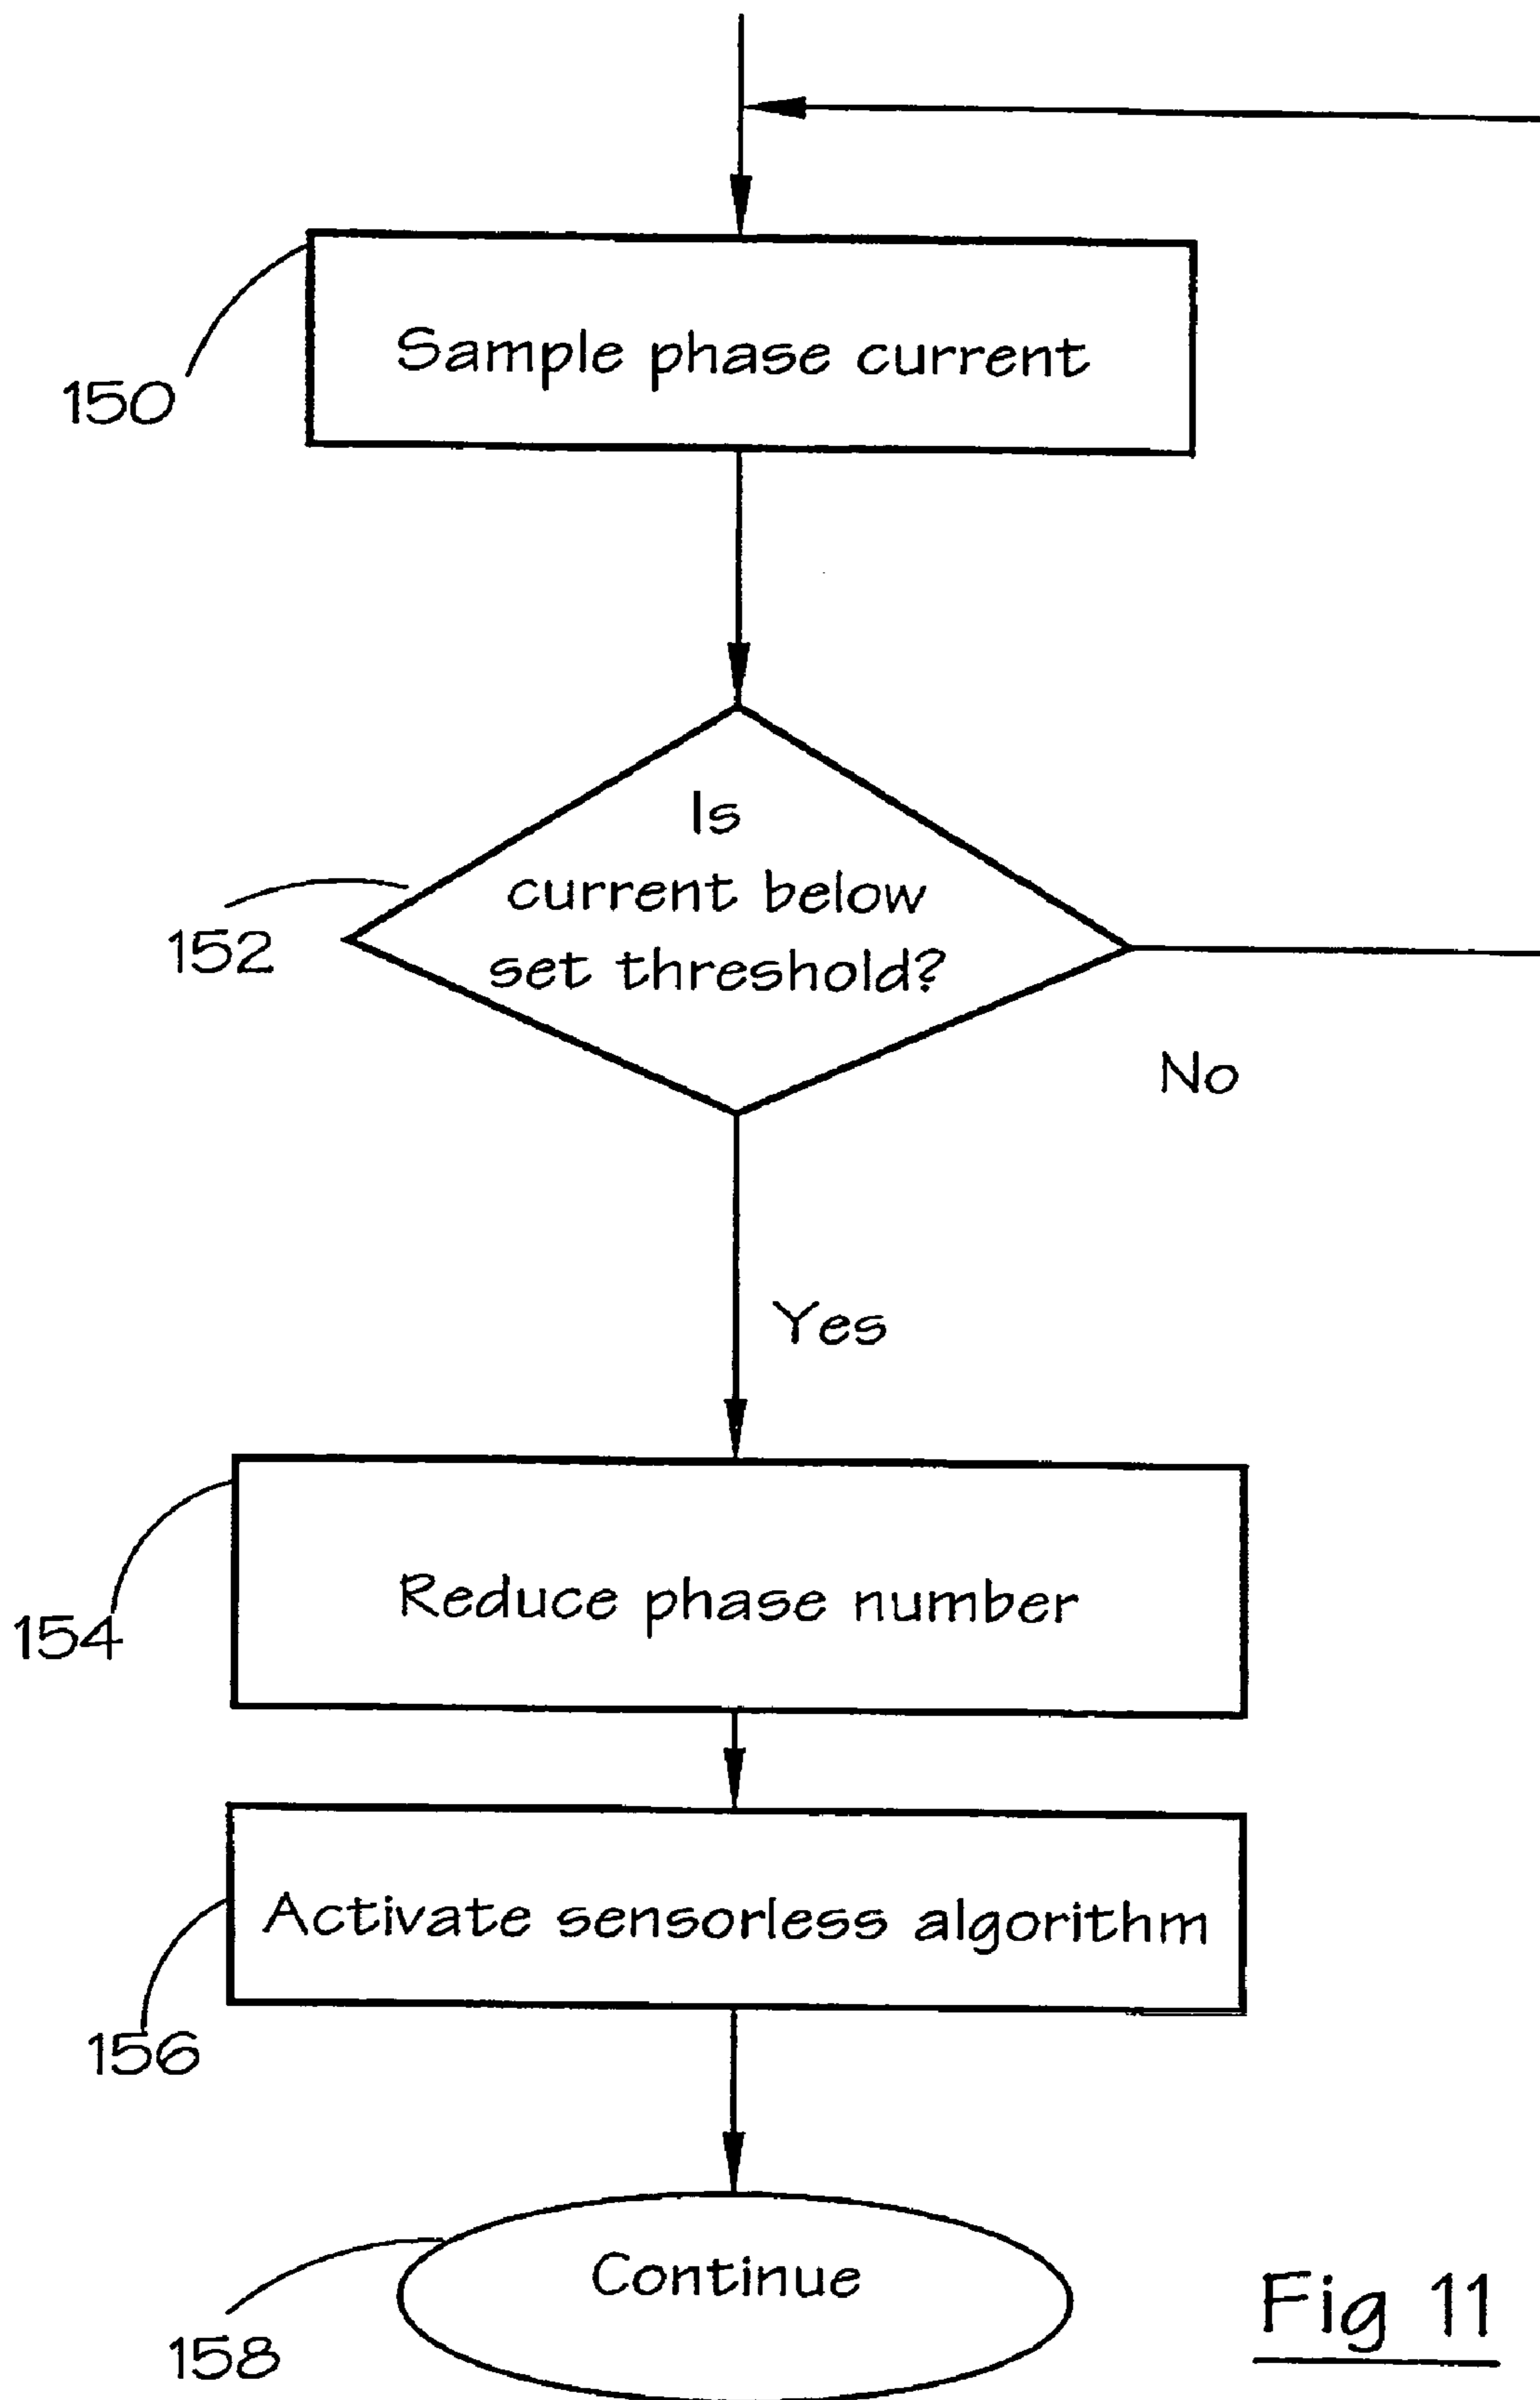 Sample phase current
150
Is
current below
set threshold?
152
No
Yes
Reduce phase number
154
Activate sensorless algorithm
156
Continue
158
Fig 11